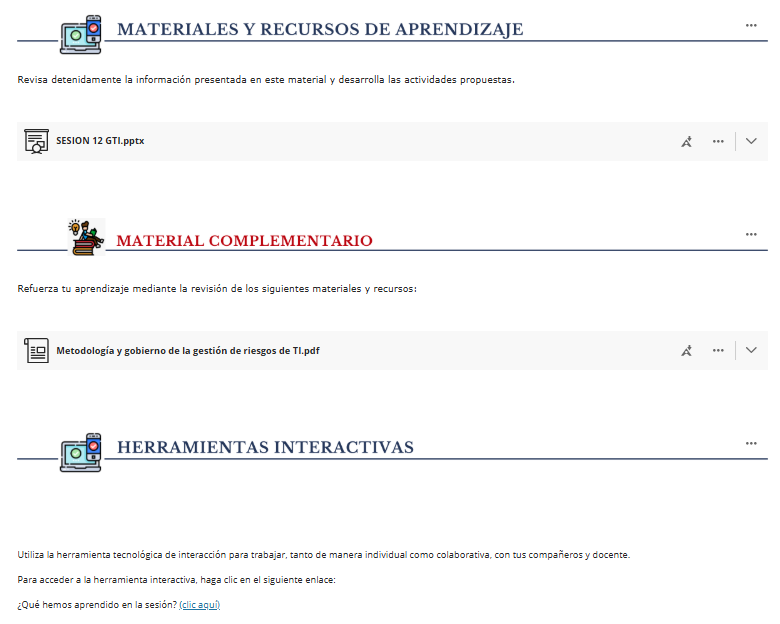 MATERIALES Y RECURSOS DE APRENDIZAJE
Revisa detenidamente la información presentada en este material y desarrolla las actividades propuestas.
SESION 12 GTI.pptx
MATERIAL COMPLEMENTARIO
Refuerza tu aprendizaje mediante la revisión de los siguientes materiales y recursos:
Metodología y gobierno de la gestión de riesgos de TI.pdf
HERRAMIENTAS INTERACTIVAS
Utiliza la herramienta tecnológica de interacción para trabajar, tanto de manera individual como colaborativa, con tus compañeros y docente.
Para acceder a la herramienta interactiva, haga clic en el siguiente enlace:
¿Qué hemos aprendido en la sesión? (clic aquí)